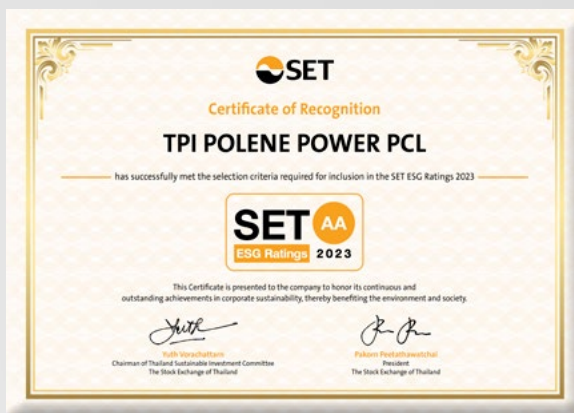 SET
Certificate of Recognition
TPI POLENE POWER PCL
has successfully met the selection criteria required for inclusion in the SET ESG Ratings 2023
SET AA
ESG Ratings 2023
This Certificate is presented to the company to honor its continuous and
outstanding achievements in corporate sustainability, thereby benefiting the environment and society.
Yuth Vorachattarn
Pakorn Peetathawatchai
Chairman of Thailand Sustainable Investment Committee
President
The Stock Exchange of Thailand
The Stock Exchange of Thailand